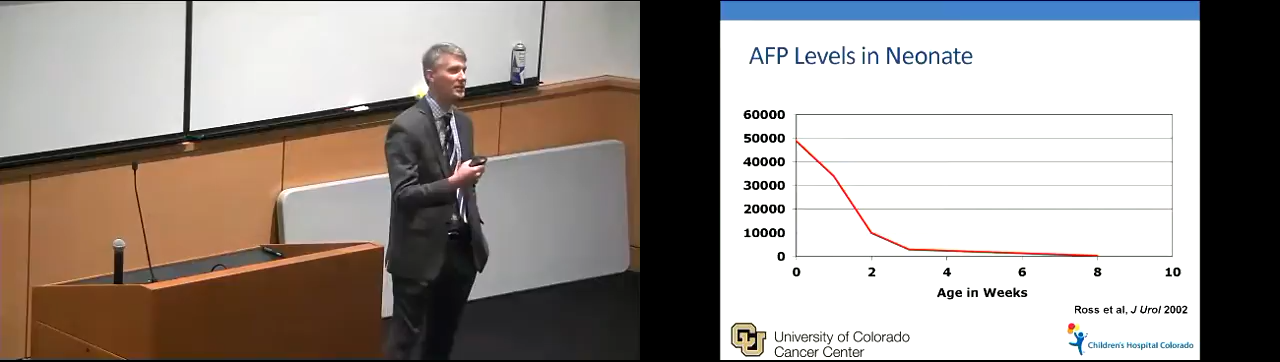 AFP Levels in Neonate
60000
50000
40000
30000
20000
10000
0
0 2 4 6 8 10
Age in Weeks
Ross et al, J Urol 2002
CU
University of Colorado
Cancer Center
Children's Hospital Colorado